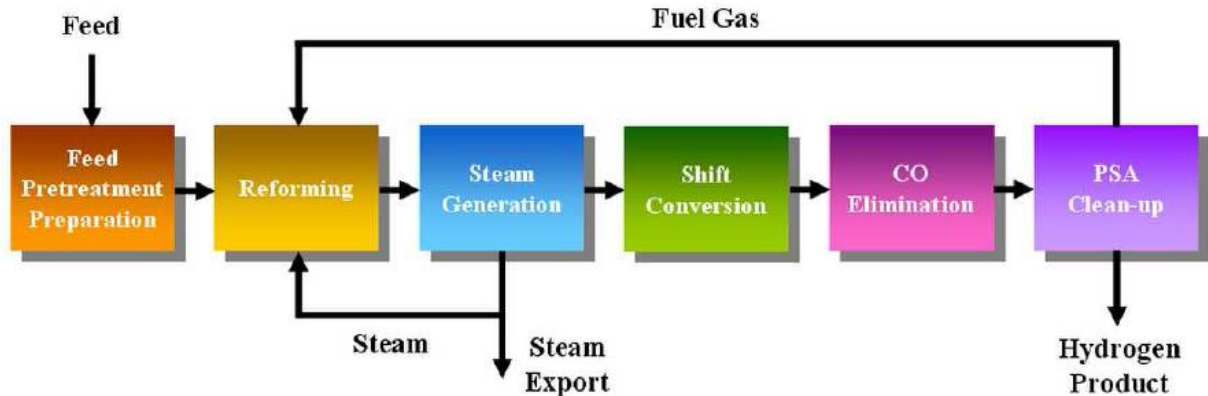 Fuel Gas
Feed
Feed
Pretreatment
Preparation
Reforming
Steam
Generation
Shift
Conversion
CO
Elimination
PSA
Clean-up
Steam
Steam
Export
Hydrogen
Product